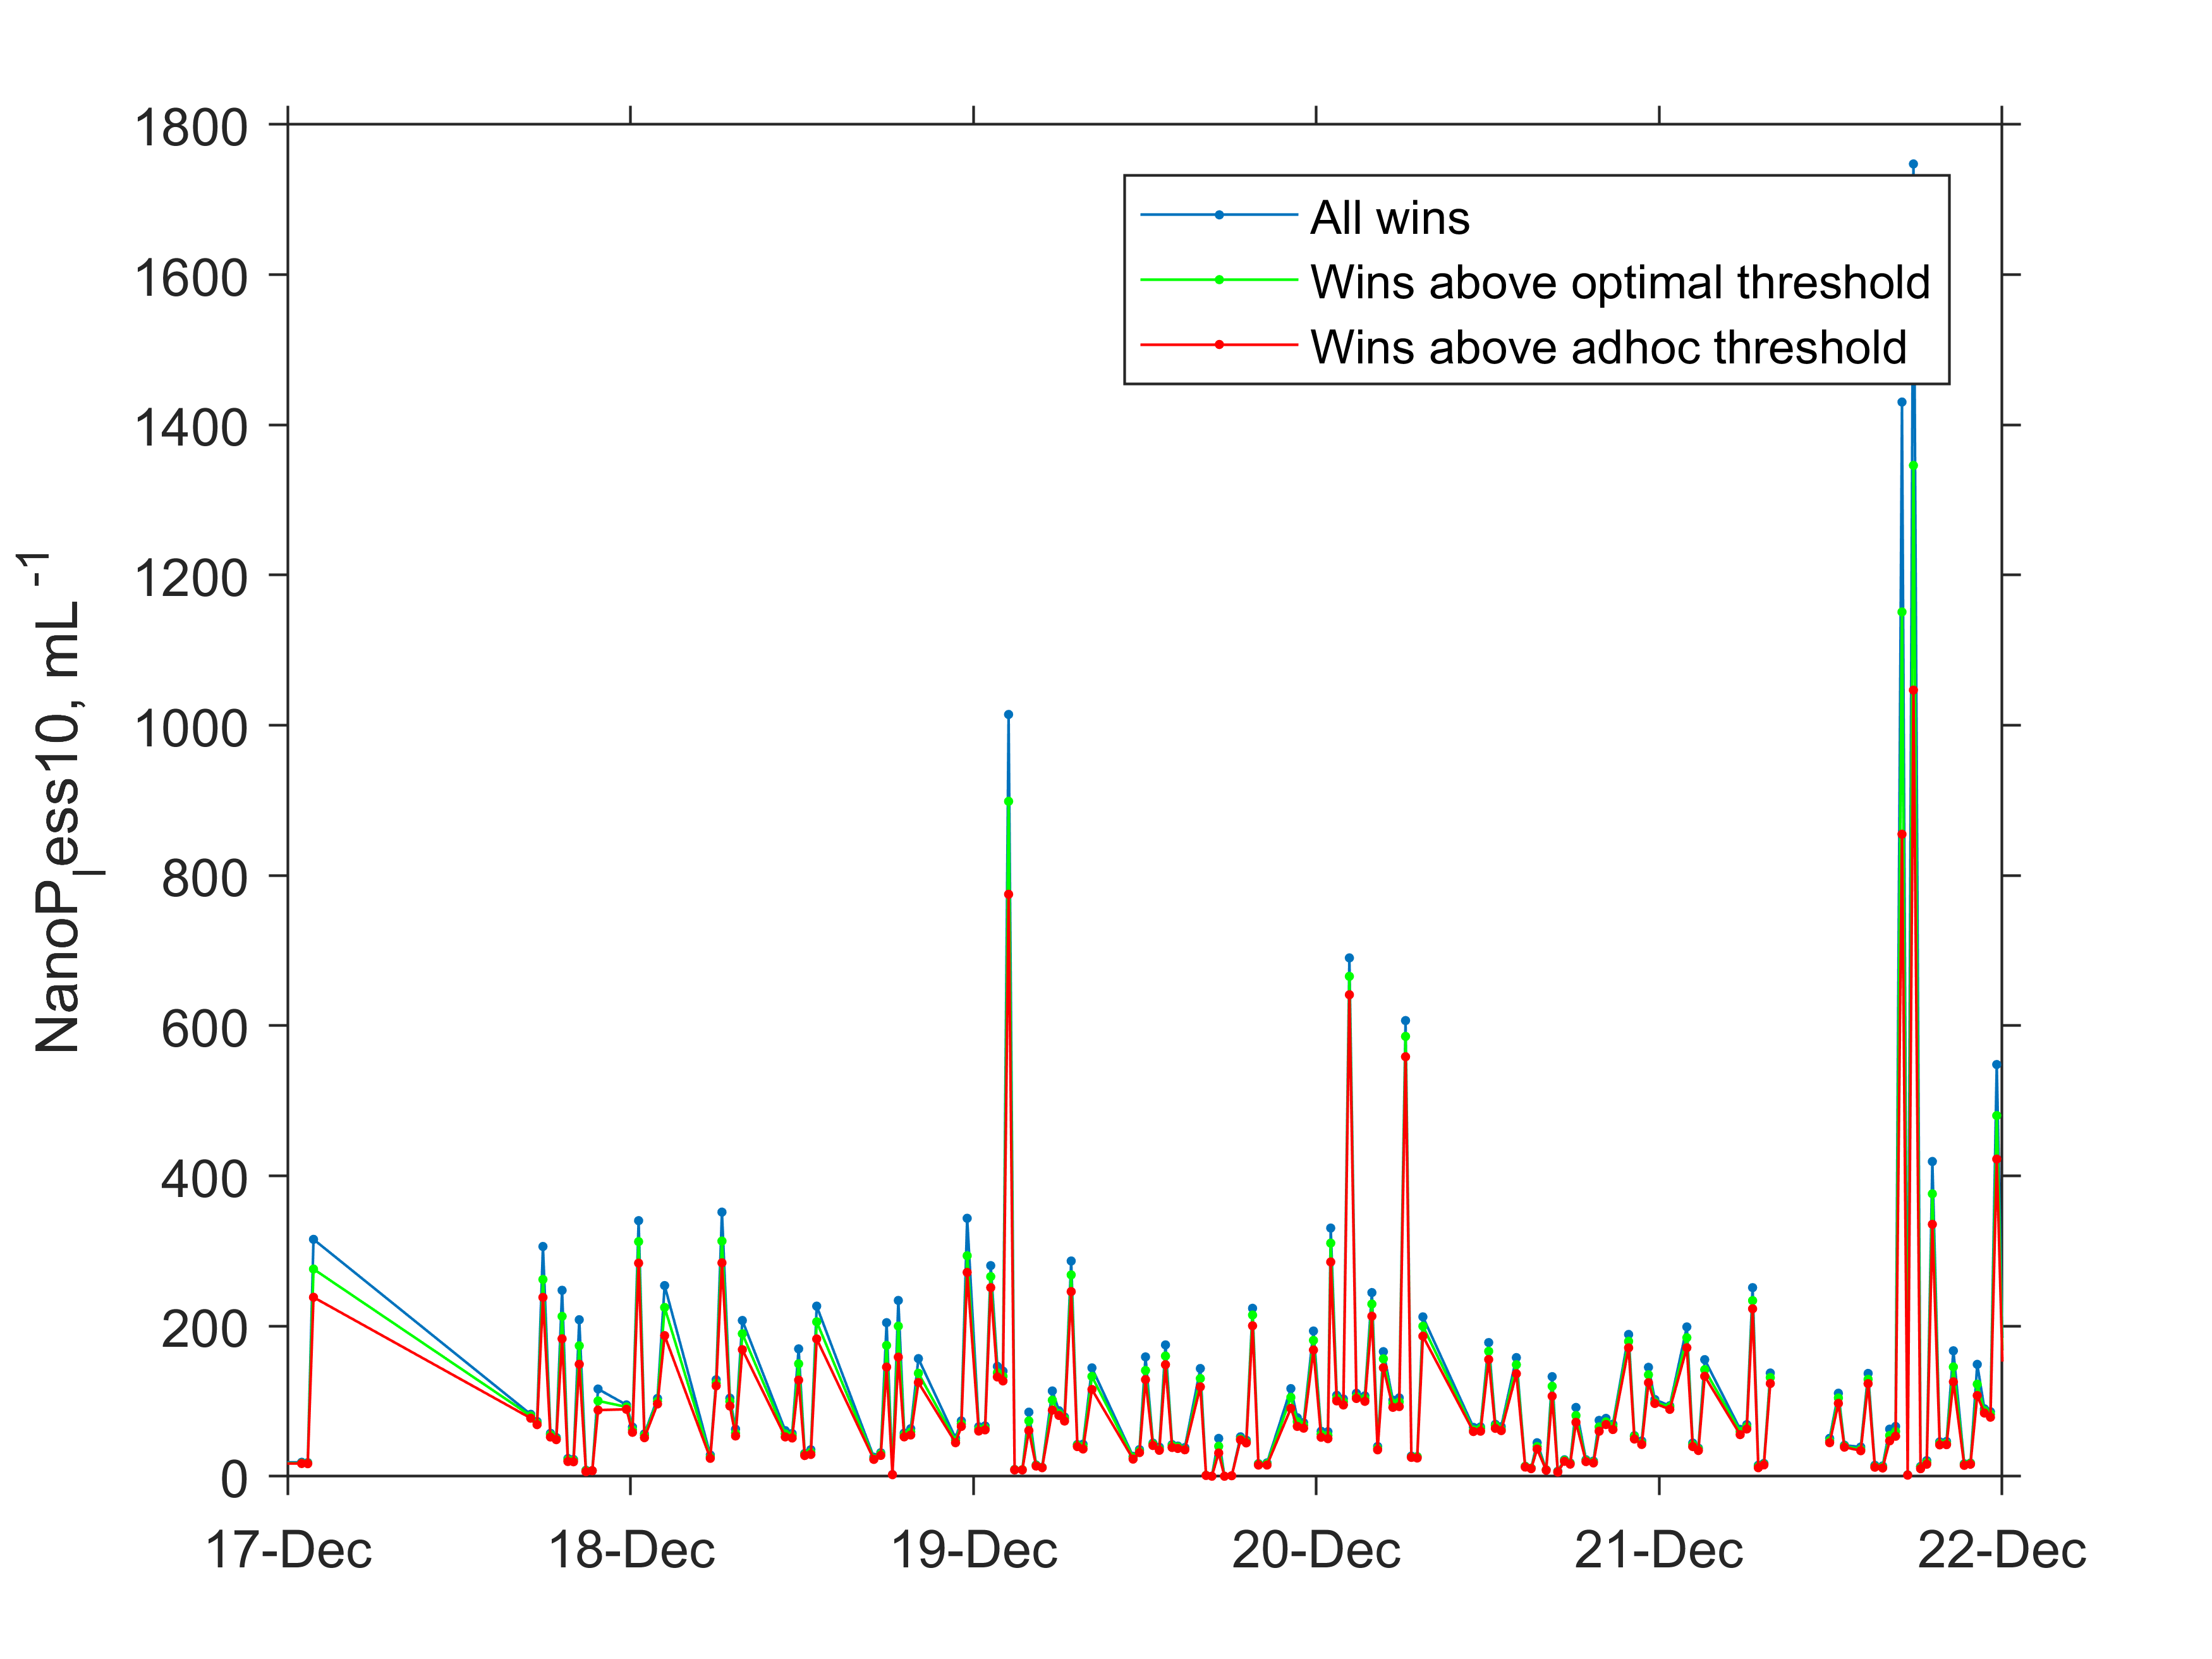 1800
1600
1400
1200
1000
800
600
400
200
0
NanoPless10, mL-1
All wins
Wins above optimal threshold
Wins above adhoc threshold
17-Dec
18-Dec
19-Dec
20-Dec
21-Dec
22-Dec